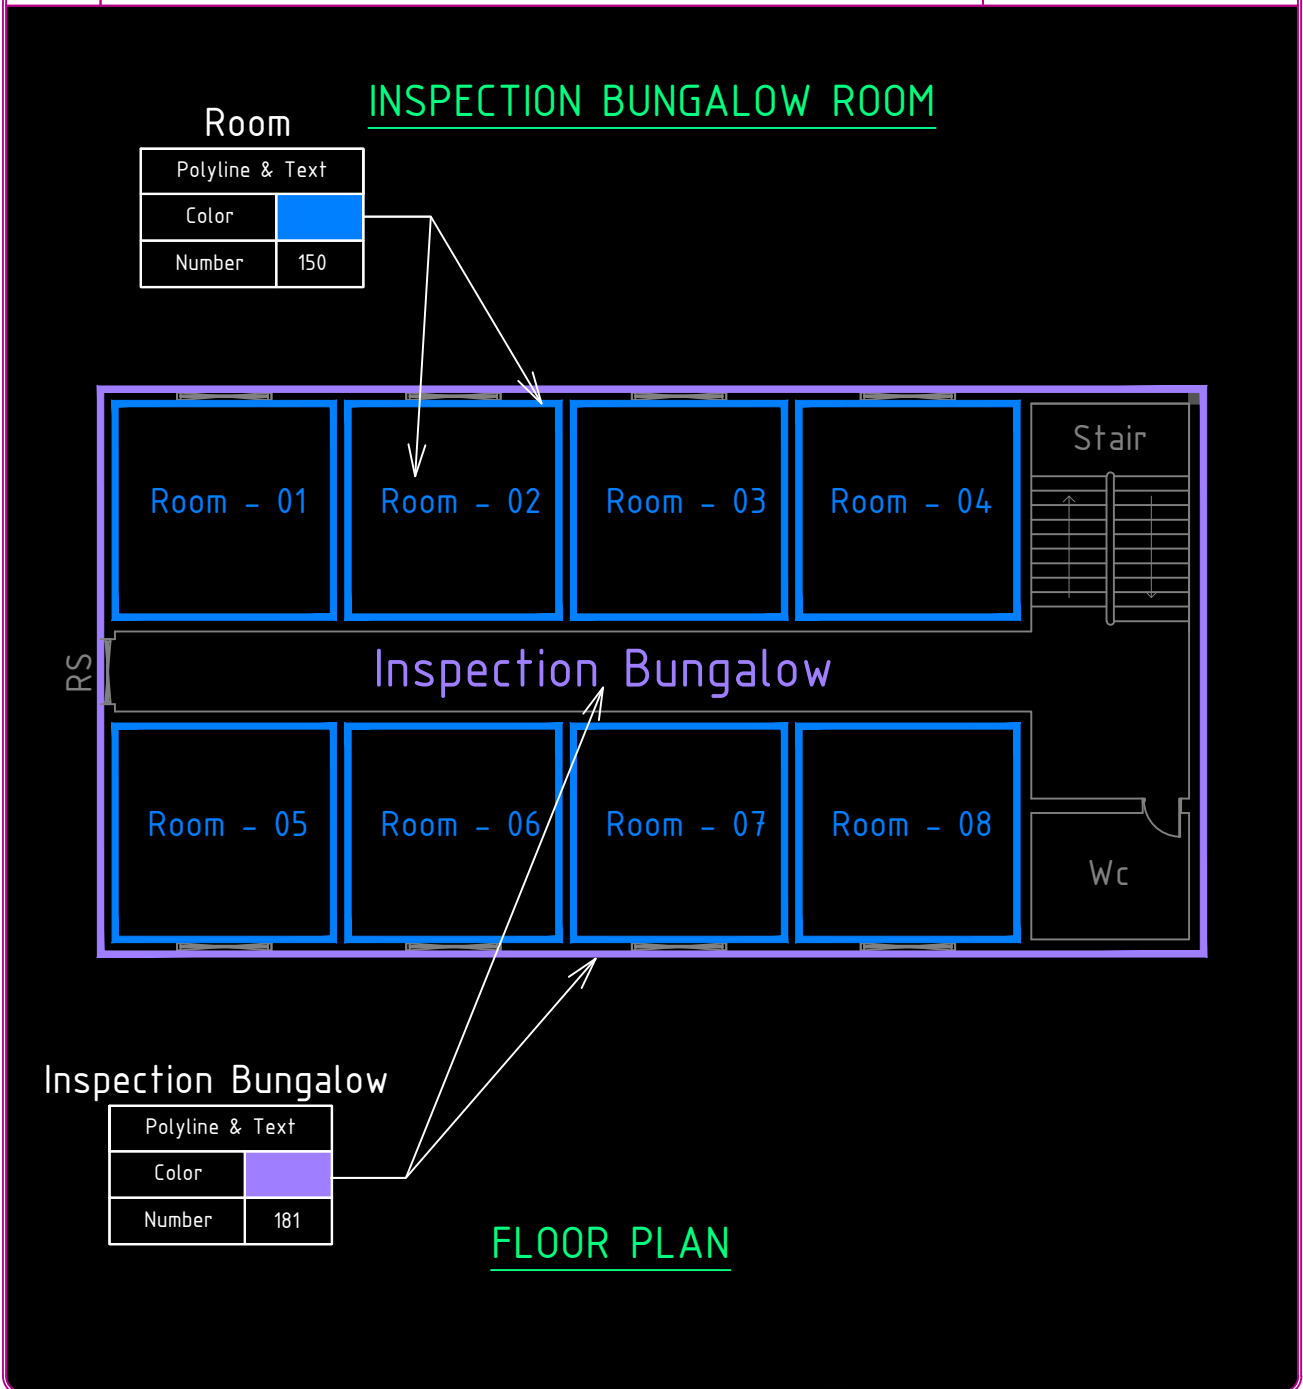 INSPECTION BUNGALOW ROOM
Room
Polyline & Text
Color
Number 150
Stair
Room - 01 Room - 02 Room - 03 Room - 04
RS
Inspection Bungalow
Room - 05 Room - 06 Room - 07 Room - 08
Wc
Inspection Bungalow
Polyline & Text
Color
Number 181
FLOOR PLAN